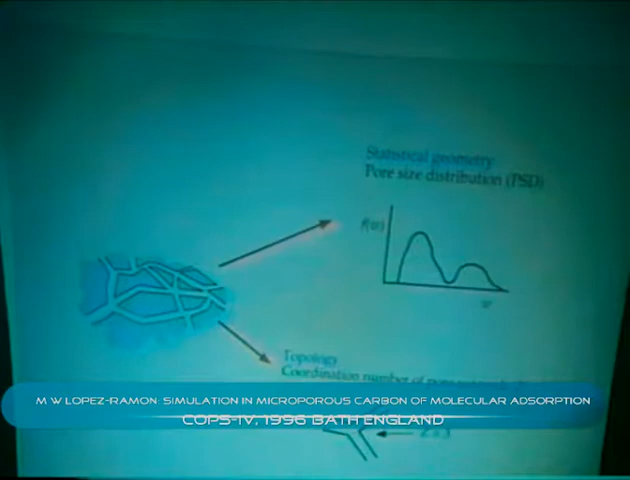 Statistical geometry
Pore size distribution (PSD)
f(w)
w
Topology
Coordination number of
M W LOPEZ-RAMON: SIMULATION IN MICROPOROUS CARBON OF MOLECULAR ADSORPTION
COPS-IV, 1996 BATH ENGLAND